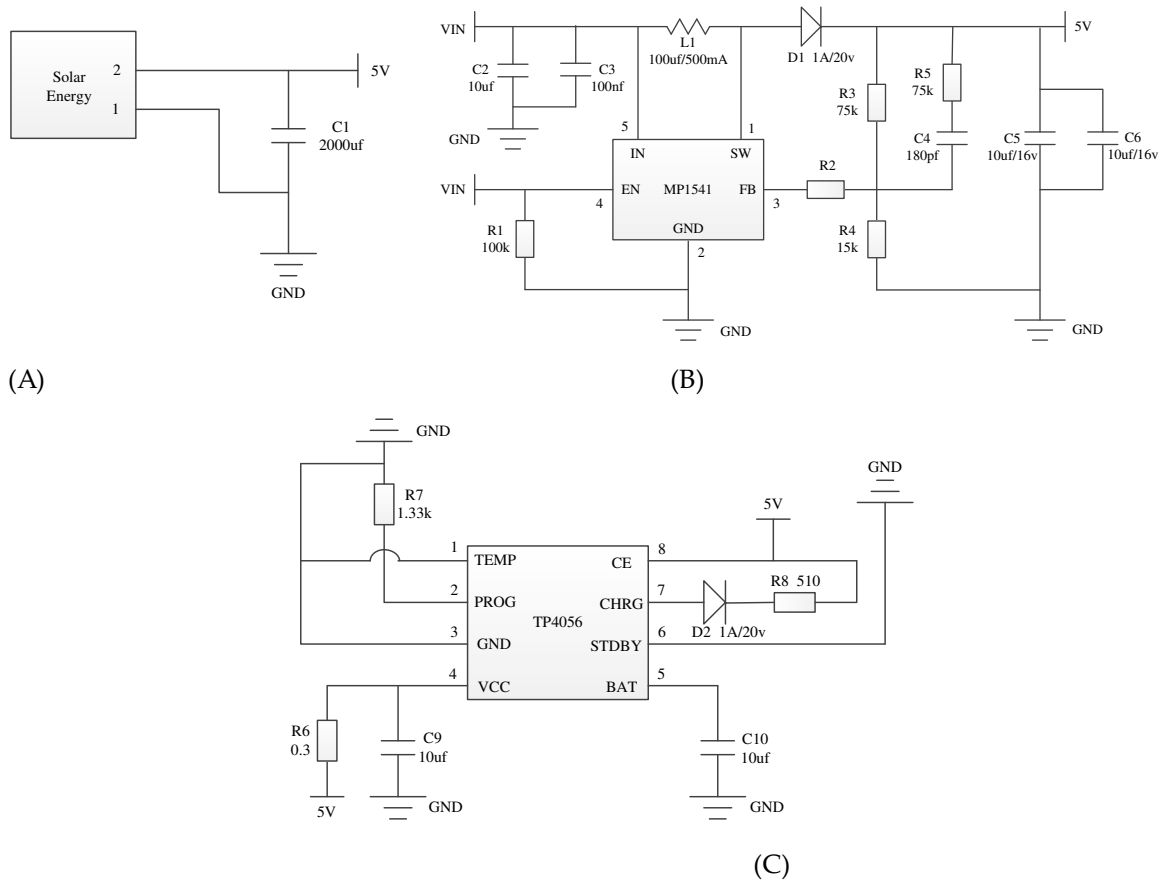 Solar
Energy
2
1
5V
C1
2000uf
GND
(A)
VIN
C2
10uf
C3
100nf
GND
L1
100uf/500mA
D1 1A/20v
5V
R3
75k
R5
75k
C4
180pf
C5
10uf/16v
C6
10uf/16v
5
1
IN
SW
VIN
EN
MP1541
FB
4
3
R2
GND
2
R1
100k
R4
15k
GND
GND
(B)
GND
R7
1.33k
GND
5V
1
TEMP
CE
8
R8 510
2
PROG
CHRG
7
TP4056
D2 1A/20v
3
GND
STDBY
6
4
VCC
BAT
5
R6
0.3
C9
10uf
C10
10uf
5V
GND
GND
(C)